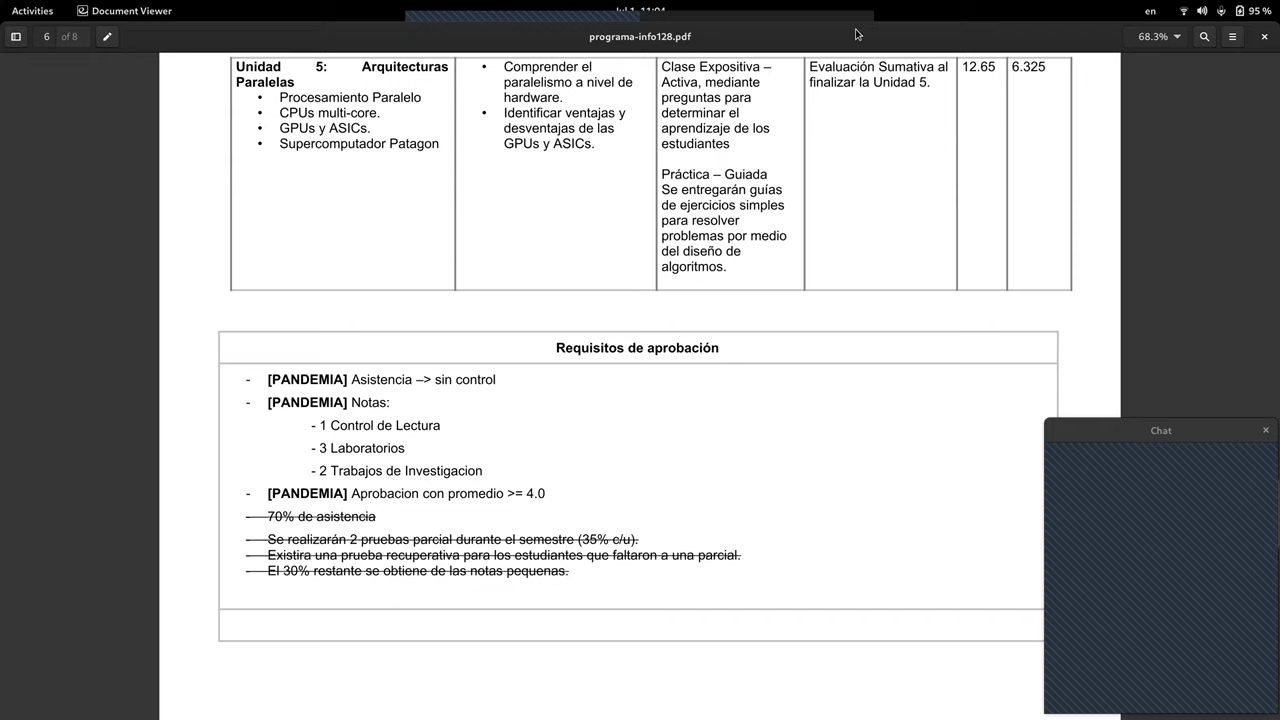 Activities Document Viewer en 95 %
6 of 8 programa-info128.pdf 68.3%
Unidad 5: Arquitecturas
Paralelas
• Procesamiento Paralelo
• CPUs multi-core.
• GPUs y ASICs.
• Supercomputador Patagon
• Comprender el
paralelismo a nivel de
hardware.
• Identificar ventajas y
desventajas de las
GPUs y ASICs.
Clase Expositiva –
Activa, mediante
preguntas para
determinar el
aprendizaje de los
estudiantes
Práctica – Guiada
Se entregarán guías
de ejercicios simples
para resolver
problemas por medio
del diseño de
algoritmos.
Evaluación Sumativa al
finalizar la Unidad 5.
12.65
6.325
Requisitos de aprobación
- [PANDEMIA] Asistencia –> sin control
- [PANDEMIA] Notas:
- 1 Control de Lectura
- 3 Laboratorios
- 2 Trabajos de Investigacion
- [PANDEMIA] Aprobacion con promedio >= 4.0
- 70% de asistencia
- Se realizarán 2 pruebas parcial durante el semestre (35% c/u).
- Existira una prueba recuperativa para los estudiantes que faltaron a una parcial.
- El 30% restante se obtiene de las notas pequenas.
Chat